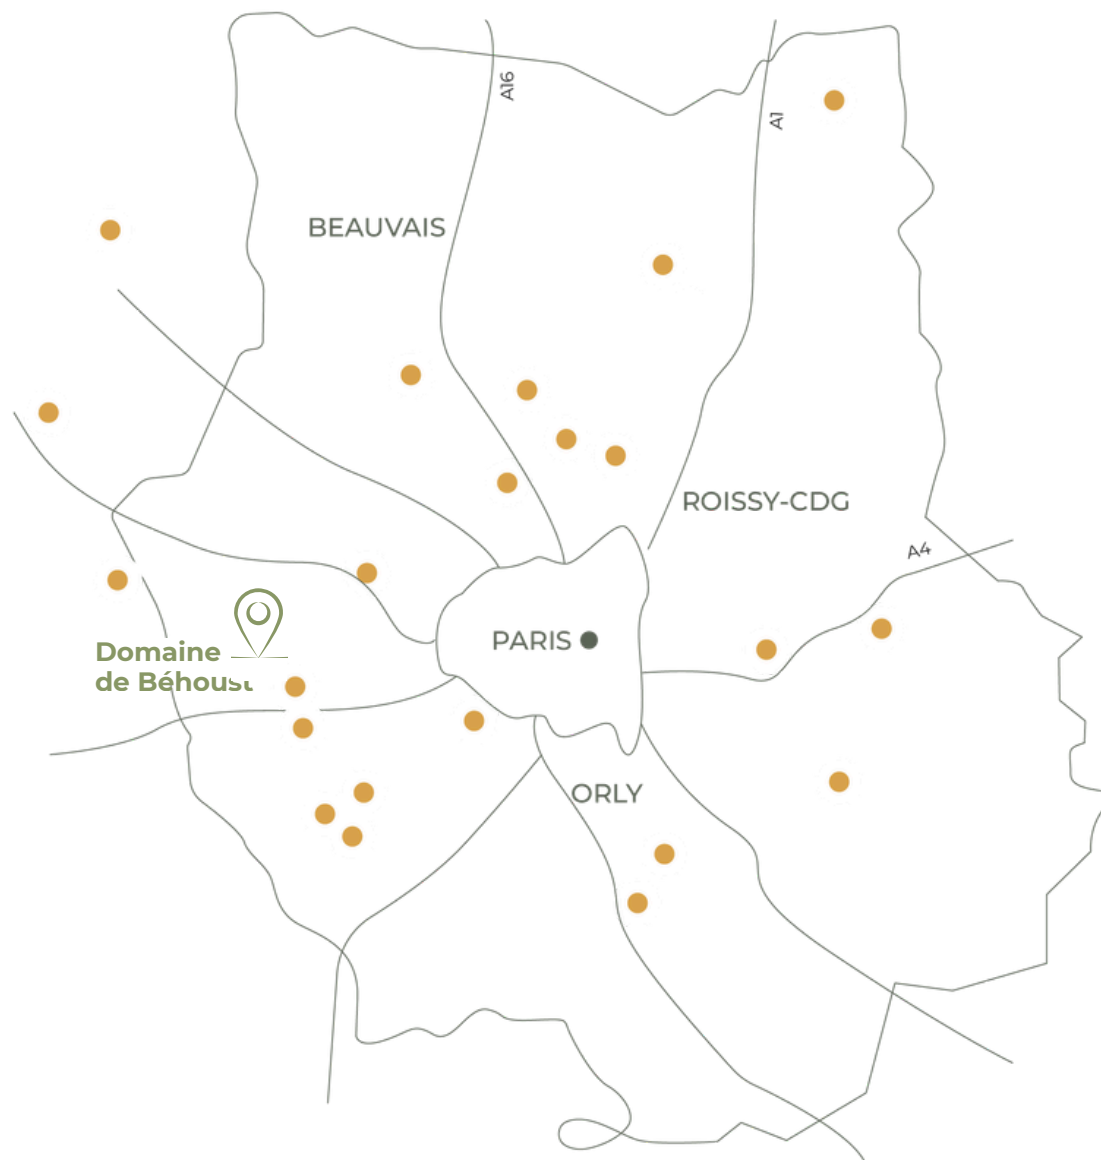 A16
A1
BEAUVAIS
ROISSY-CDG
A4
PARIS
Domaine
de Béhoust
ORLY